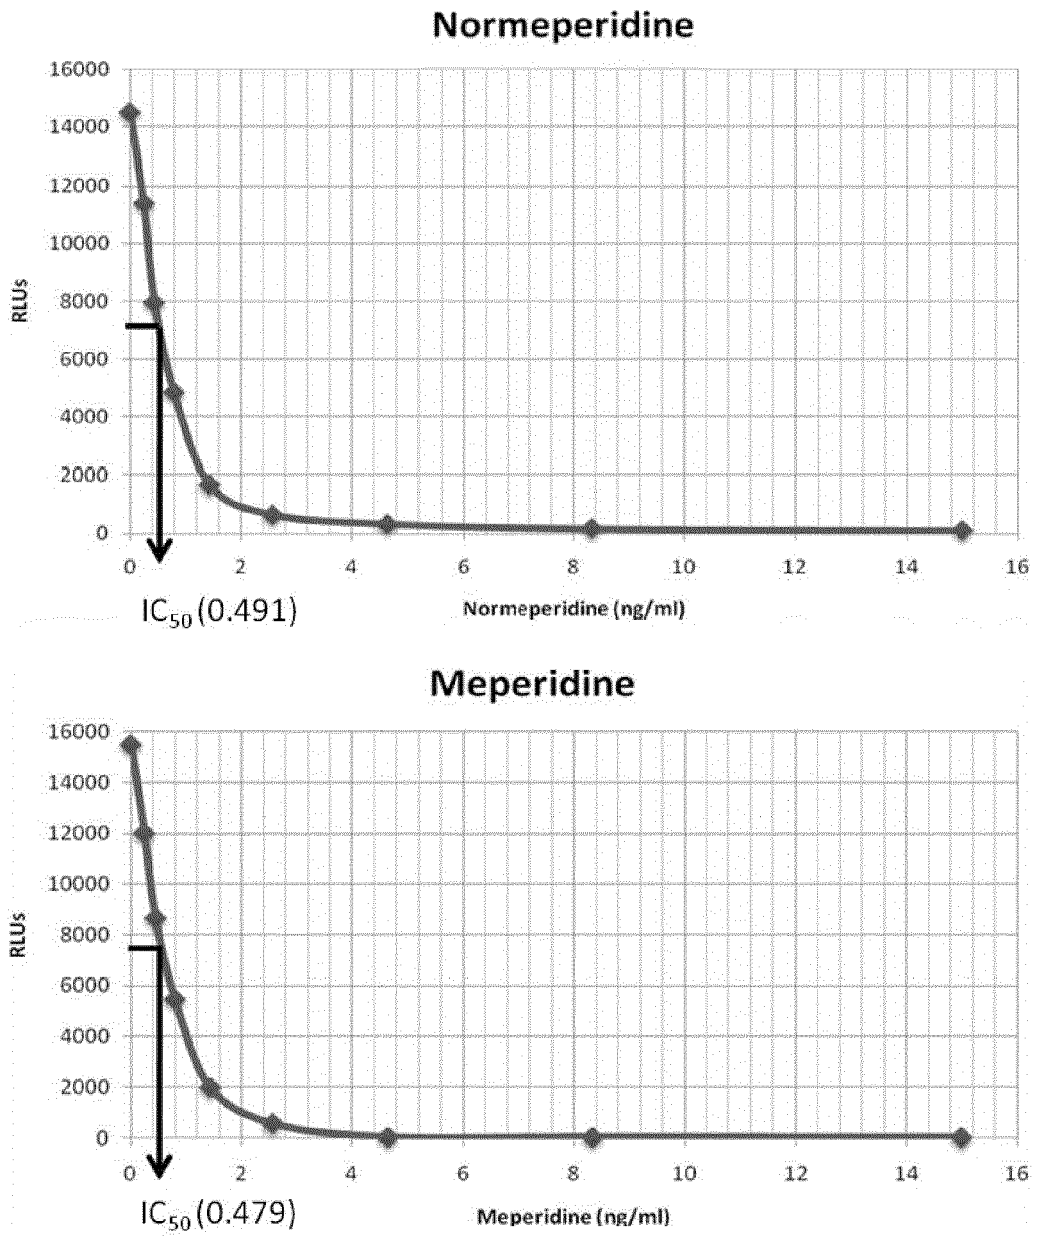 Normeperidine
16000
14000
12000
10000
8000
6000
4000
2000
0
RLUs
0 2 4 6 8 10 12 14 16
IC50 (0.491)
Normeperidine (ng/ml)
Meperidine
16000
14000
12000
10000
8000
6000
4000
2000
0
RLUs
0 2 4 6 8 10 12 14 16
IC50 (0.479)
Meperidine (ng/ml)